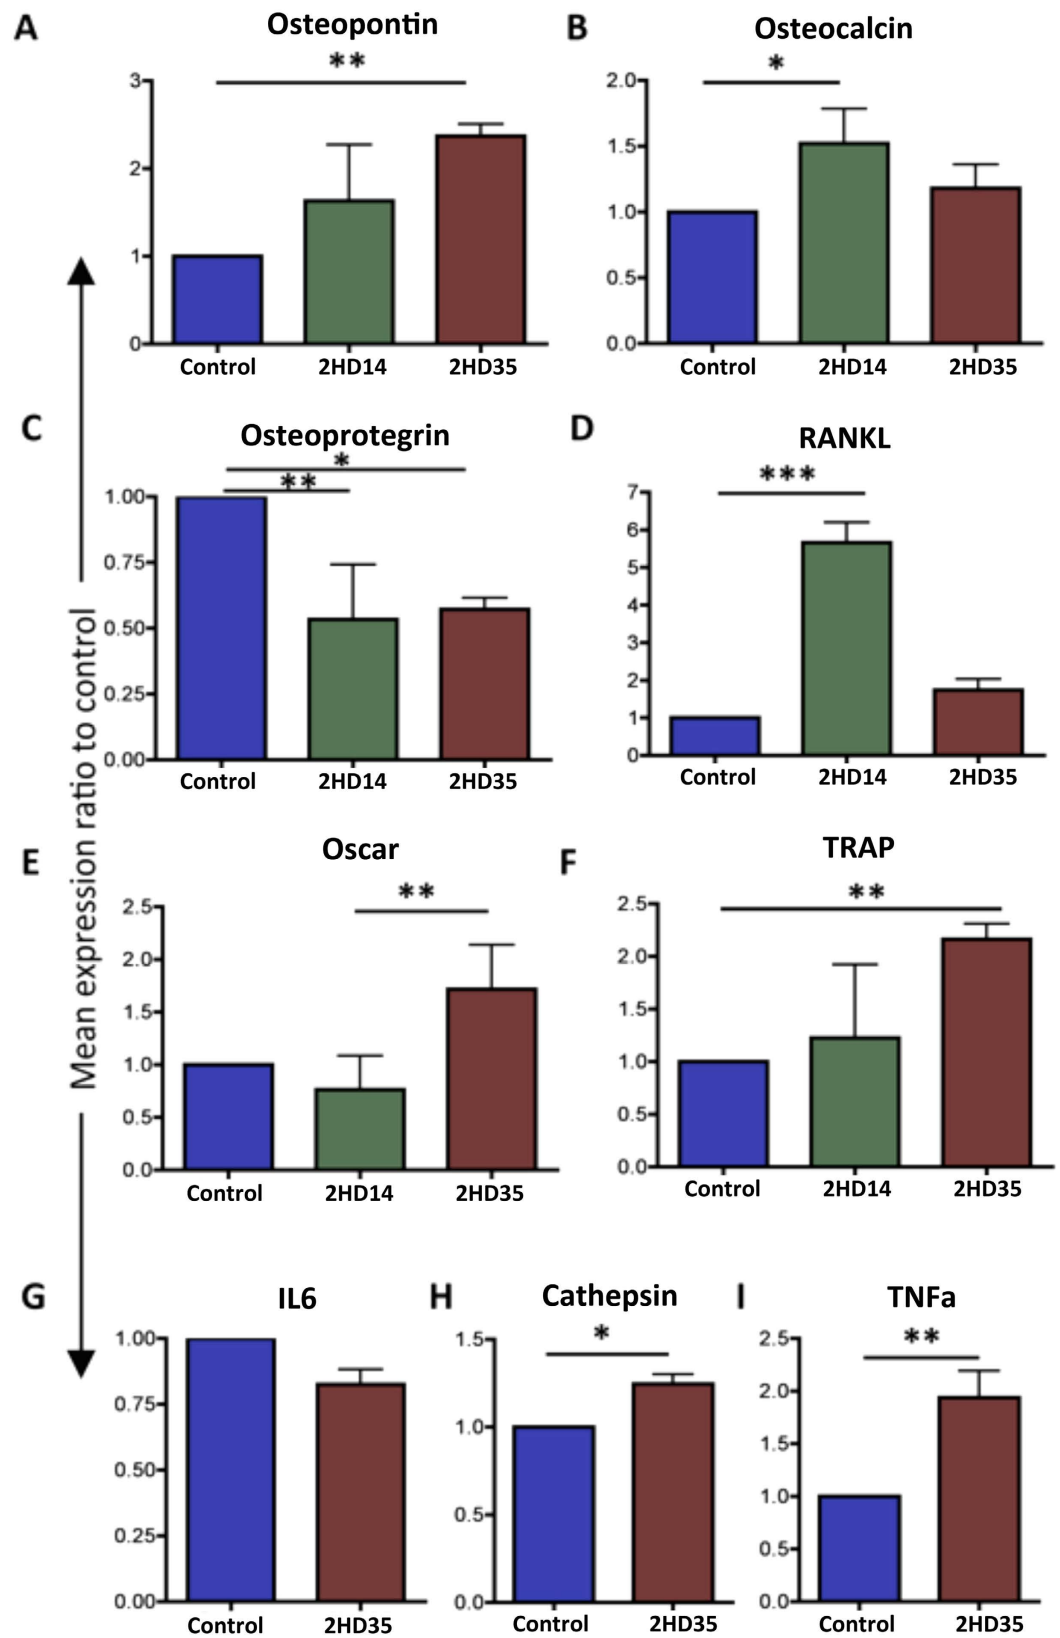 A
Osteopontin
**
3
2
1
0
Control 2HD14 2HD35
B
Osteocalcin
*
2.0
1.5
1.0
0.5
0.0
Control 2HD14 2HD35
Mean expression ratio to control
C
Osteoprotegrin
*
**
1.00
0.75
0.50
0.25
0.00
Control 2HD14 2HD35
D
RANKL
***
7
6
5
4
3
2
1
0
Control 2HD14 2HD35
E
Oscar
**
2.5
2.0
1.5
1.0
0.5
0.0
Control 2HD14 2HD35
F
TRAP
**
2.5
2.0
1.5
1.0
0.5
0.0
Control 2HD14 2HD35
G
IL6
1.00
0.75
0.50
0.25
0.00
Control 2HD35
H
Cathepsin
*
1.5
1.0
0.5
0.0
Control 2HD35
I
TNFa
**
2.5
2.0
1.5
1.0
0.5
0.0
Control 2HD35